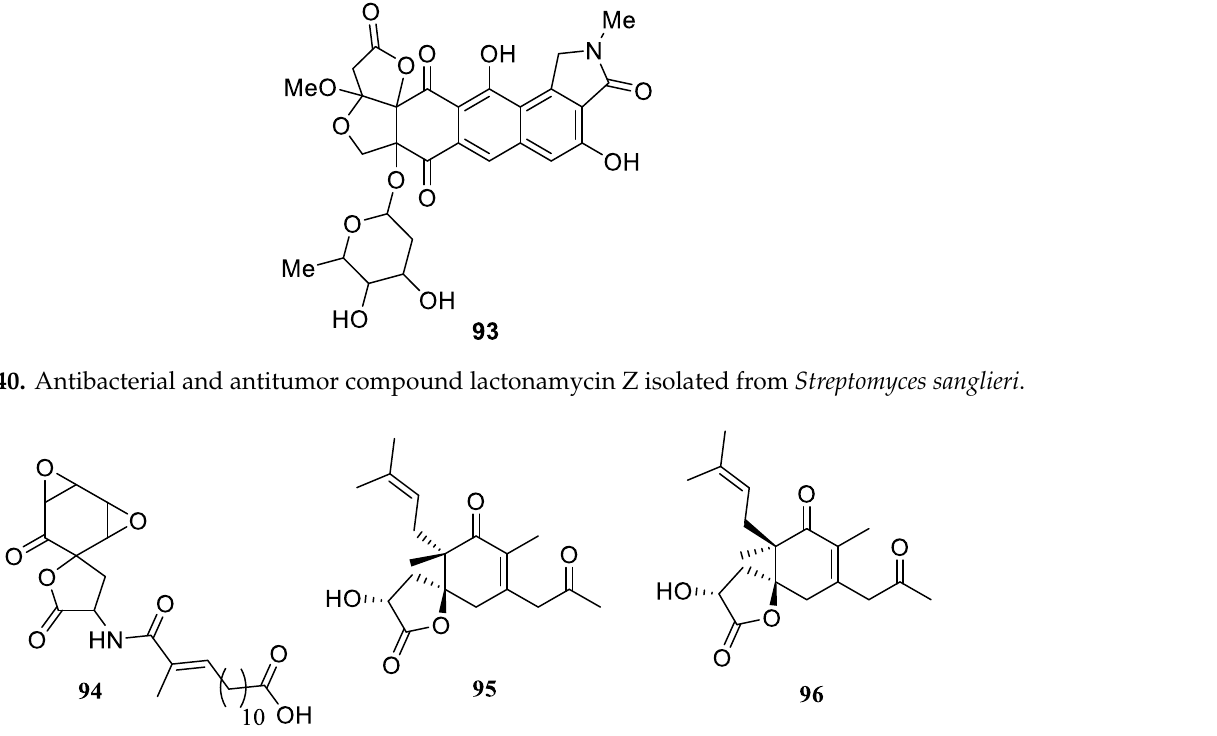 O
Me
O
O
OH
N
MeO
O
O
O
OH
O
O
O
Me
OH
HO
93
40. Antibacterial and antitumor compound lactonamycin Z isolated from Streptomyces sanglieri.
O
O
O
O
O
HN
O
O
OH
10
94
O
O
HO
O
O
95
O
O
HO
O
O
96